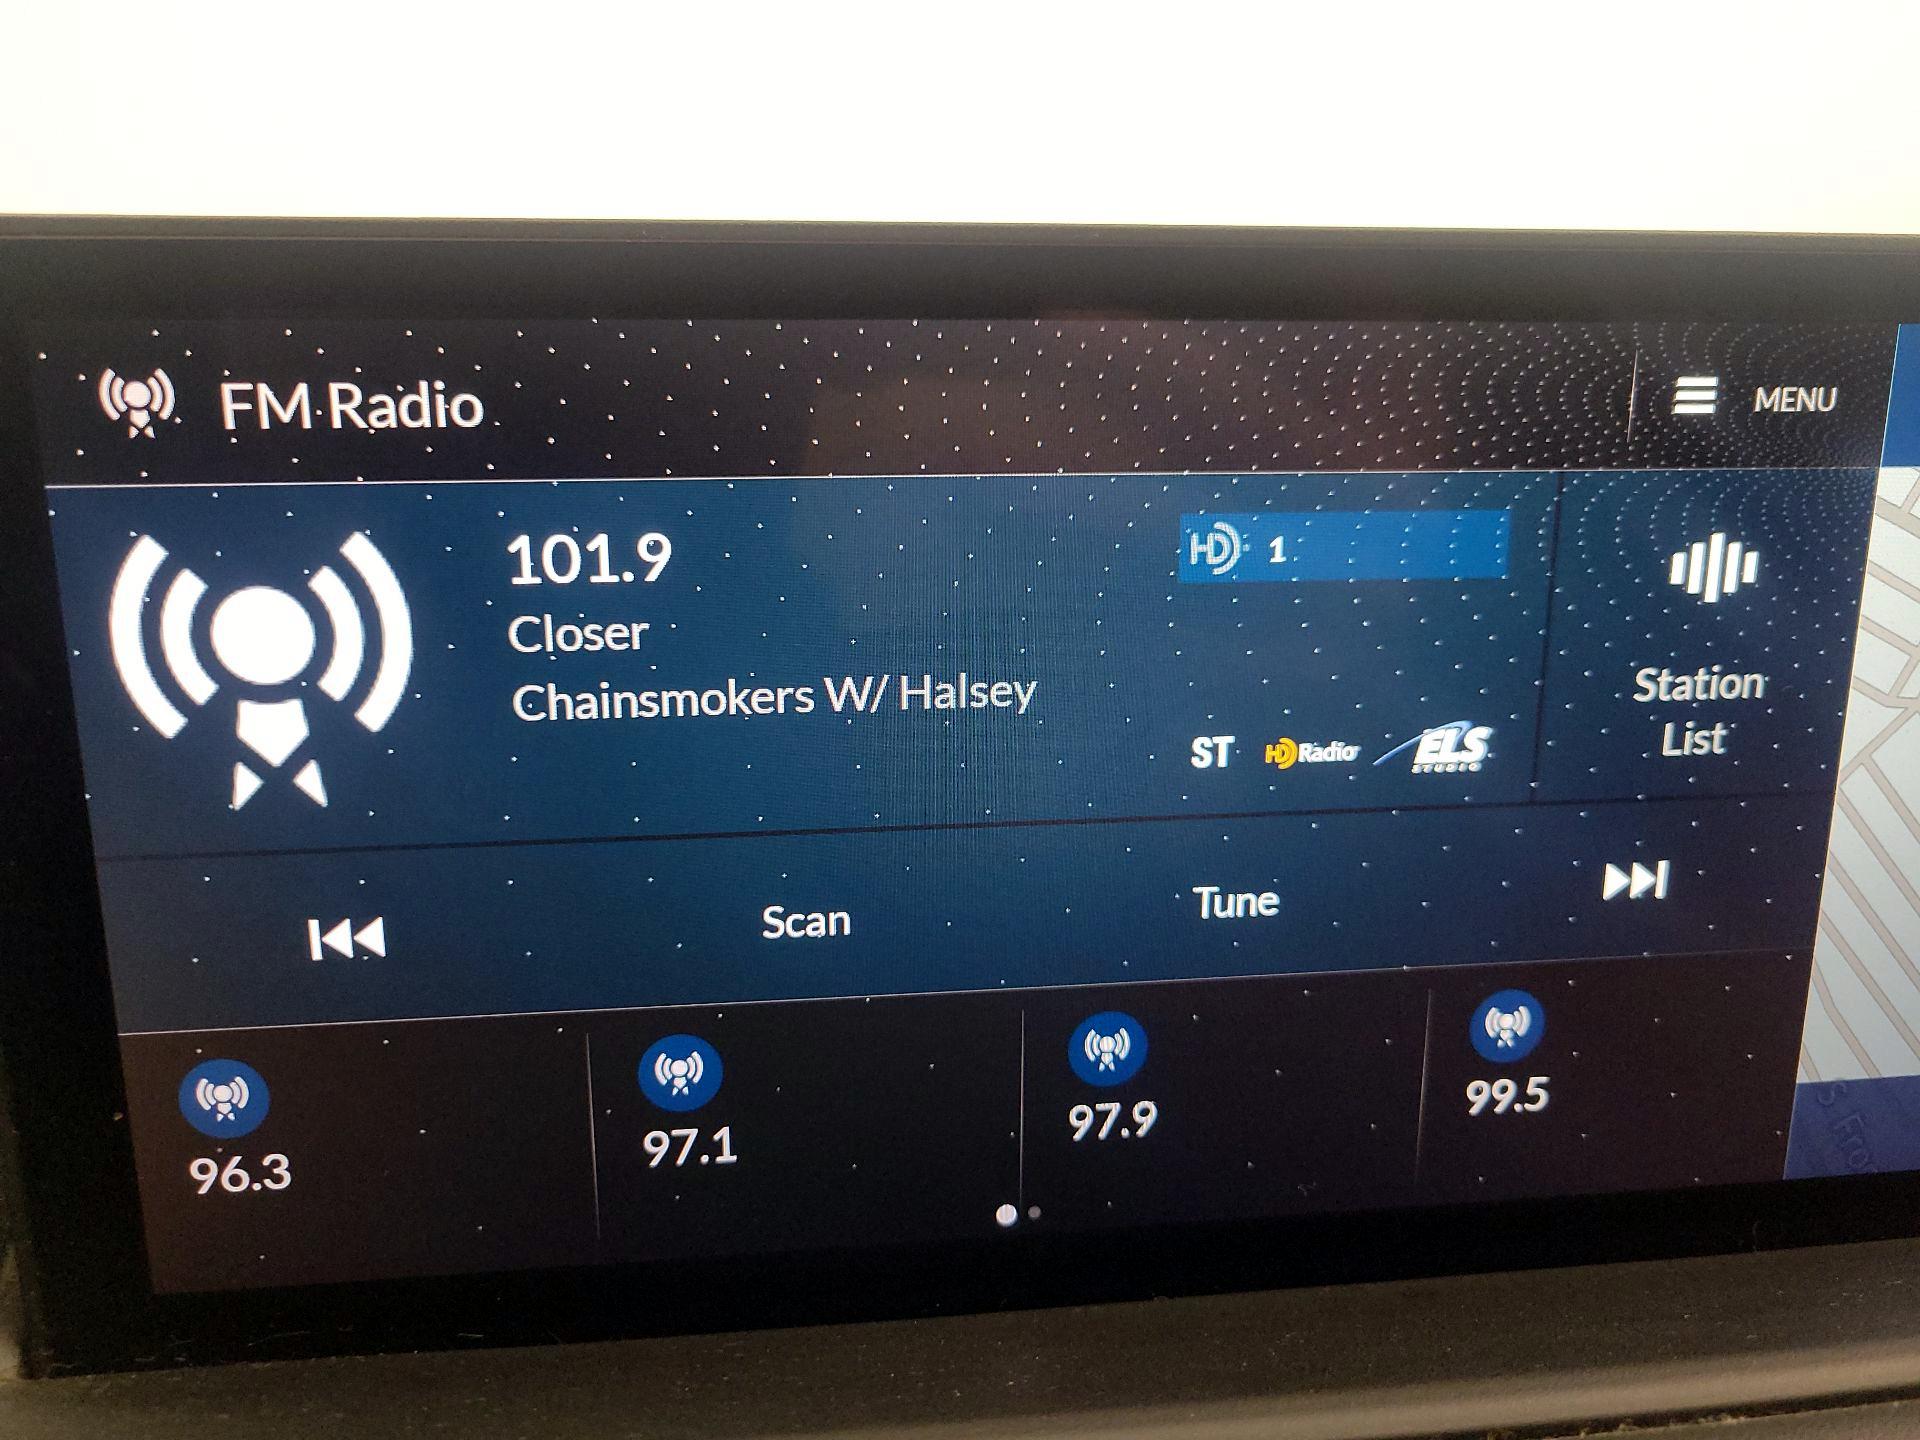 FM Radio
MENU
101.9
HD 1
Closer
Chainsmokers W/ Halsey
ST HD Radio ELS
STUDIO
Station
List
Scan
Tune
96.3
97.1
97.9
99.5